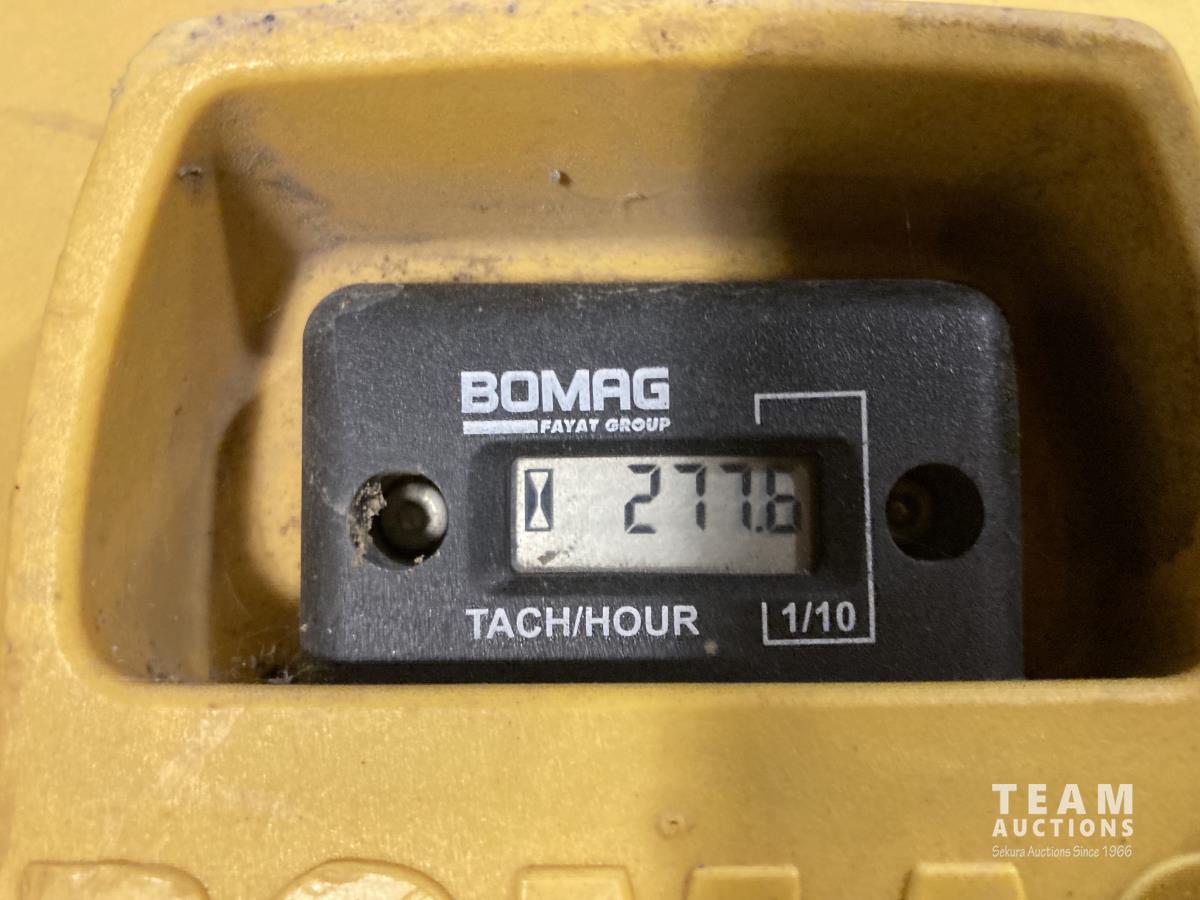 BOMAG
FAYAT GROUP
277.6
TACH/HOUR
1/10
TEAM
AUCTIONS
Sekura Auctions Since 1966